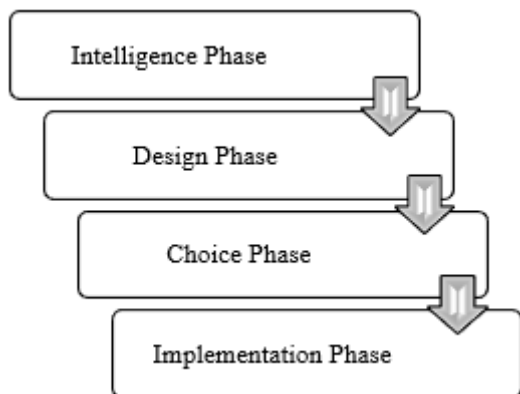 Intelligence Phase
Design Phase
Choice Phase
Implementation Phase